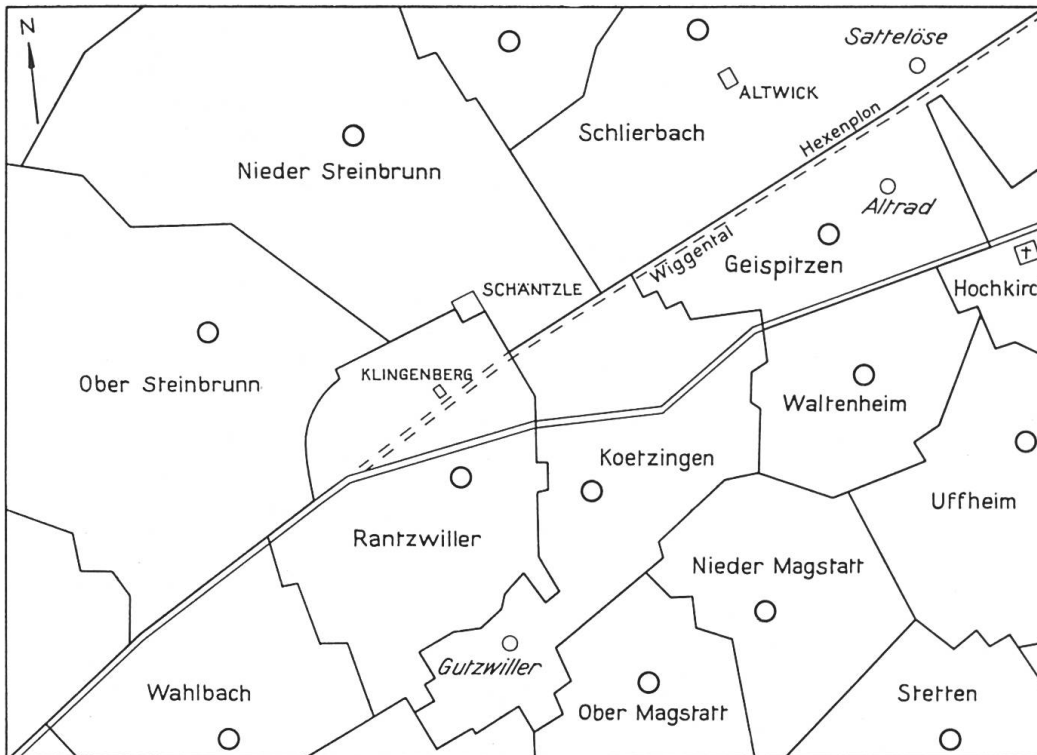 N
Sattelöse
ALTWICK
Schlierbach
Hexenplon
Nieder Steinbrunn
Altrad
Wiggental
Geispitzen
SCHÄNTZLE
Hochkirch
Ober Steinbrunn
KLINGENBERG
Waltenheim
Koetzingen
Uffheim
Rantzwiller
Nieder Magstatt
Gutzwiller
Wahlbach
Ober Magstatt
Stetten